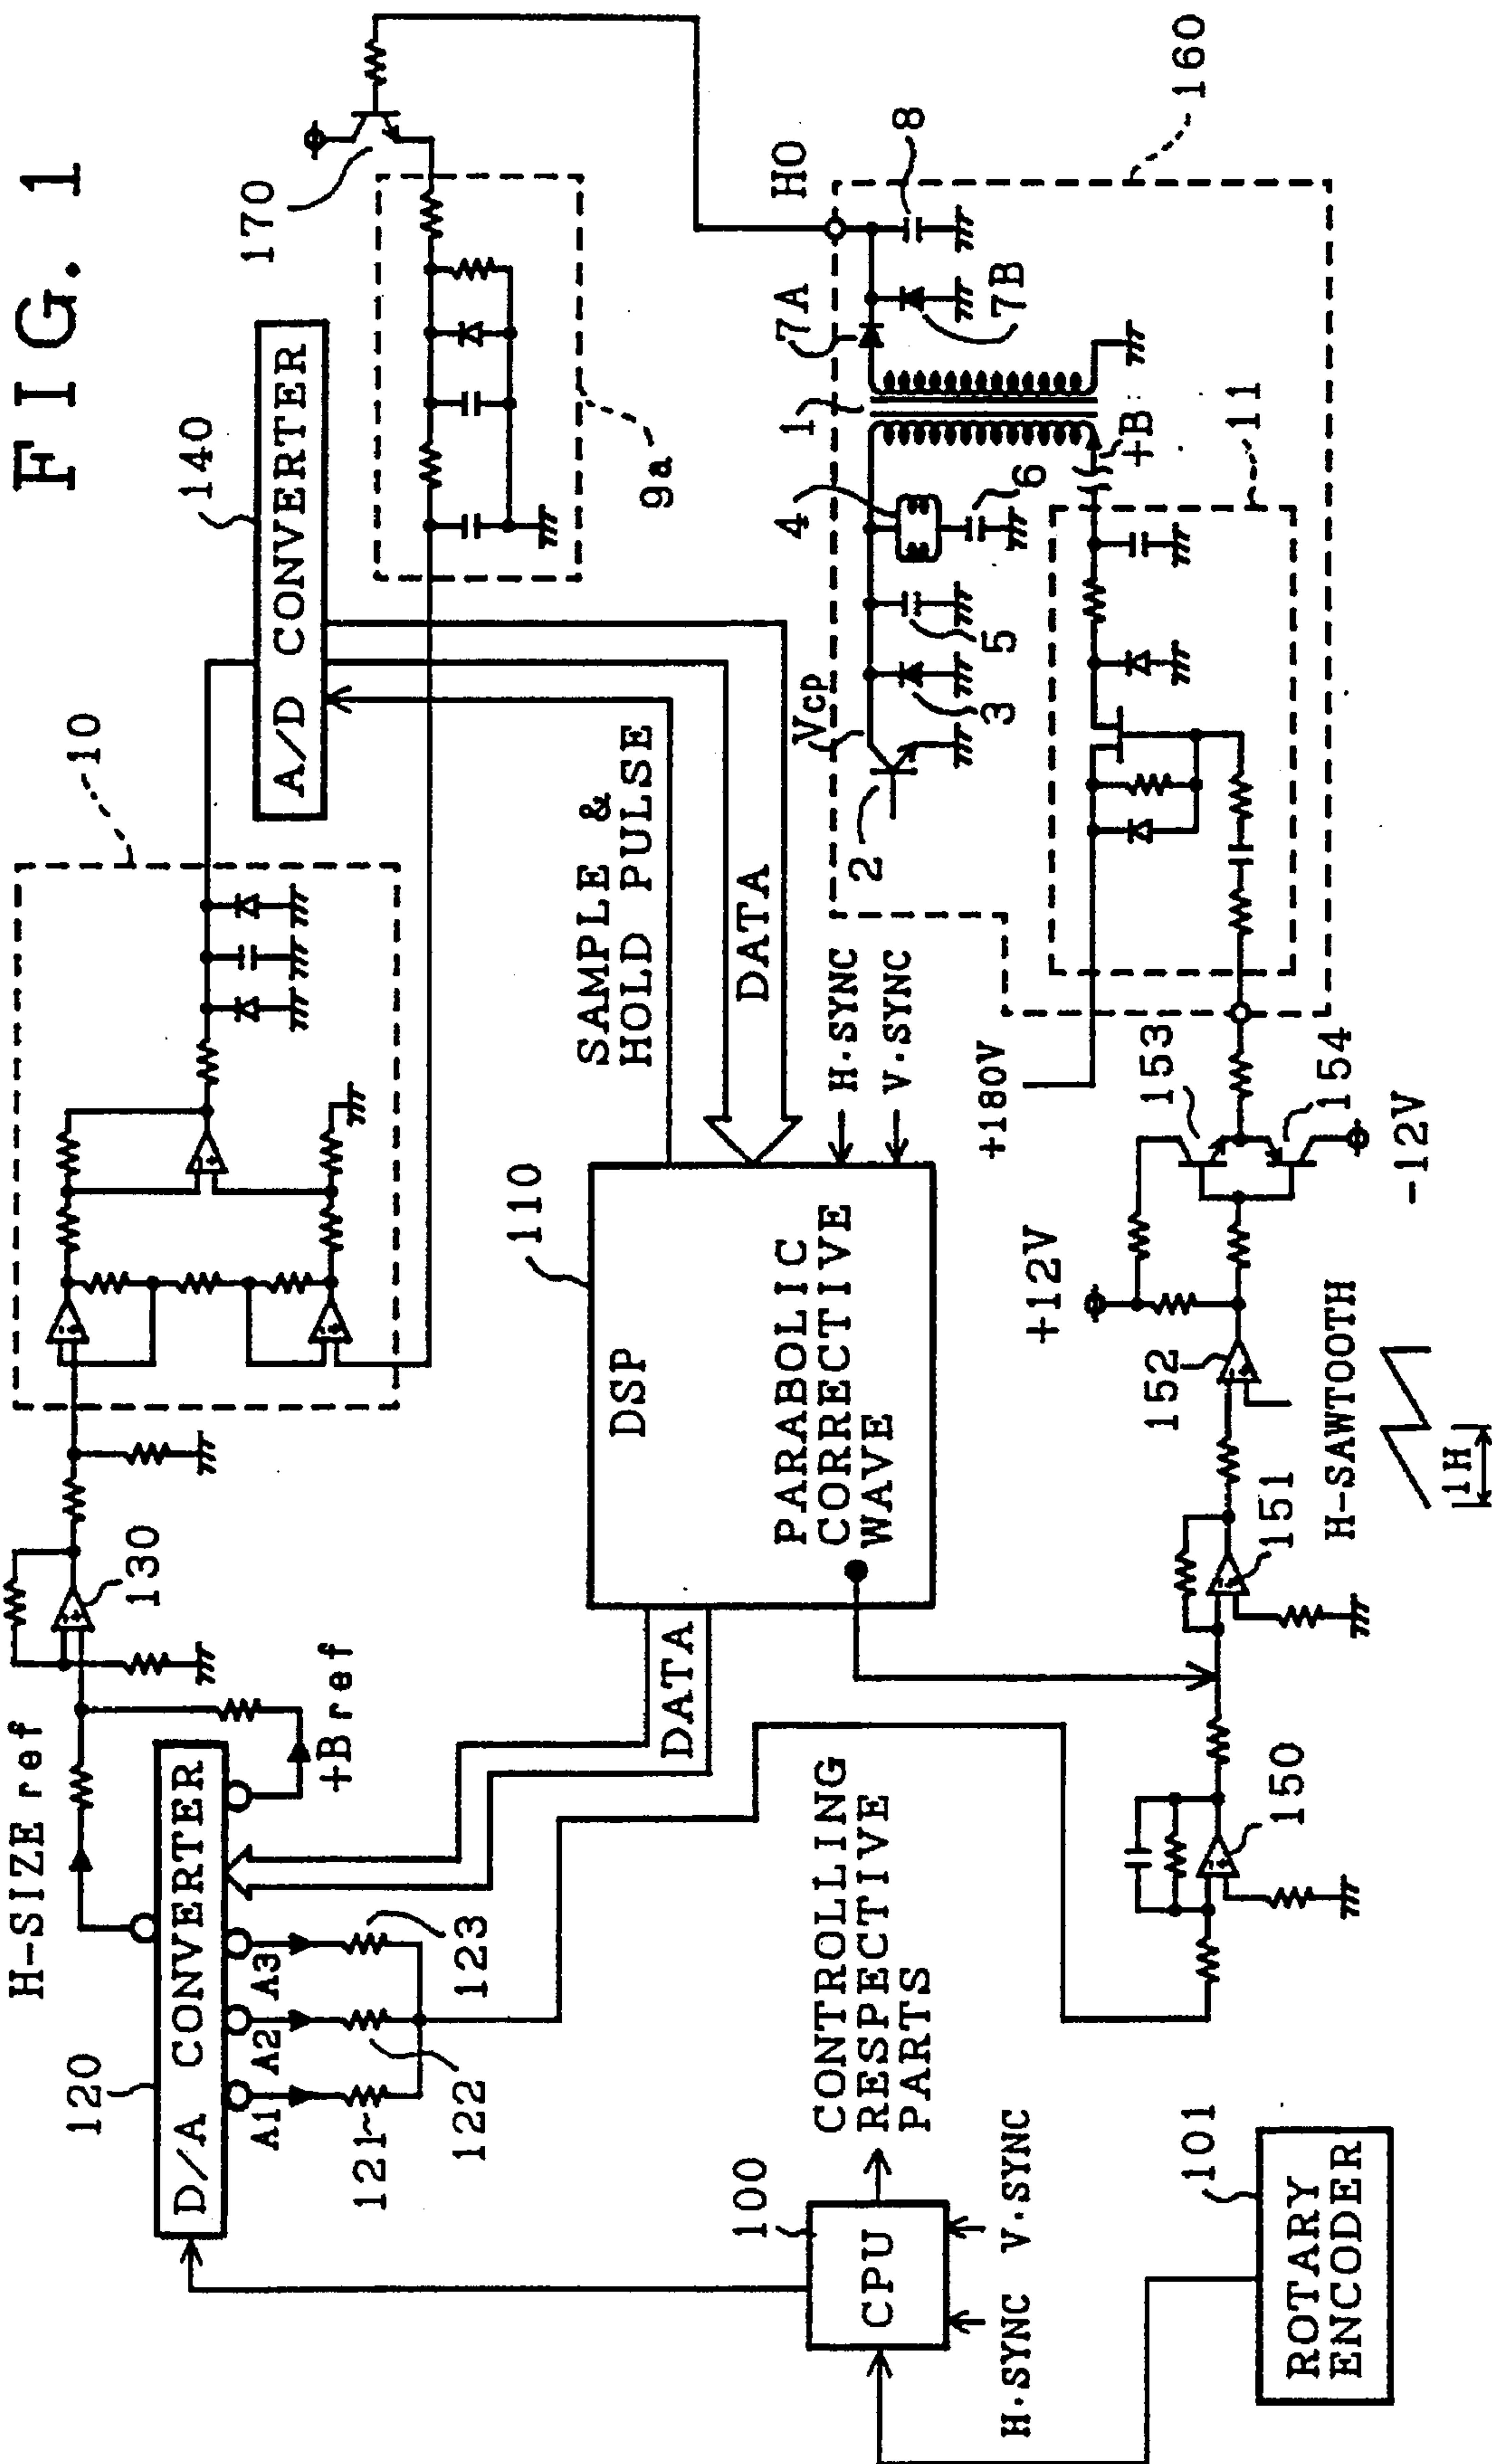 FIG. 1
H-SIZE ref
120
D/A CONVERTER
A1
A2
A3
121
122
123
+Bref
130
10
140
A/D CONVERTER
170
9a
SAMPLE &
HOLD PULSE
DATA
DATA
110
DSP
PARABOLIC
CORRECTIVE
WAVE
H·SYNC
V·SYNC
100
CPU
CONTROLLING
RESPECTIVE
PARTS
H·SYNC
V·SYNC
101
ROTARY
ENCODER
150
151
152
H-SAWTOOTH
1H
+12V
-12V
153
154
+180V
2
Vcp
3
5
4
6
1
7A
7B
H0
8
+B
11
160